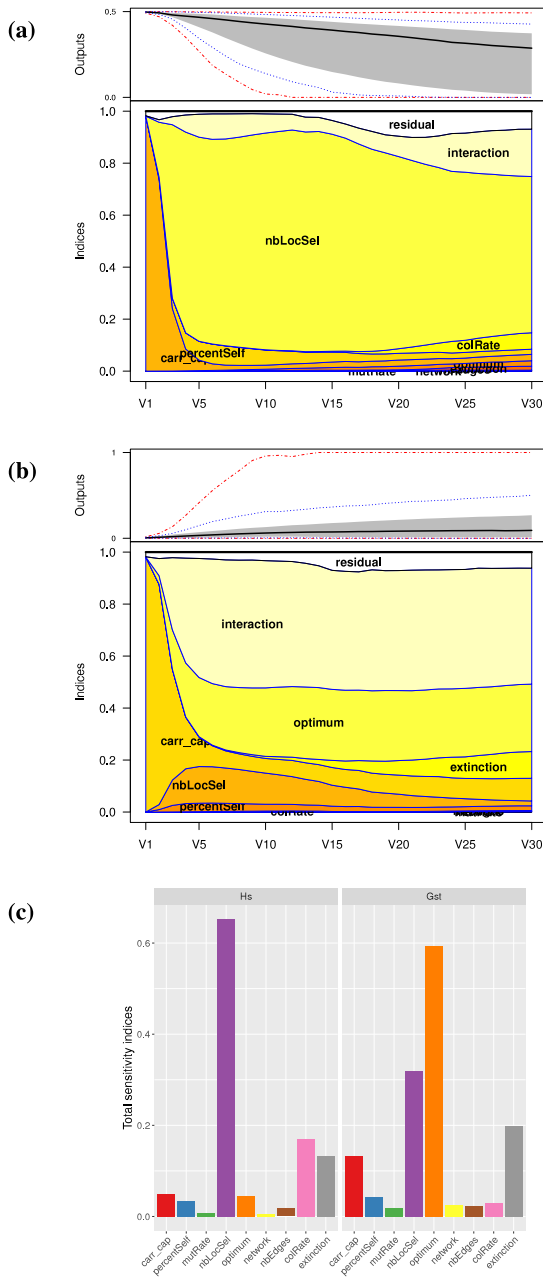 (a)
Outputs
0.5
0.0
Indices
1.0
0.8
0.6
0.4
0.2
0.0
residual
interaction
nbLocSel
colRate
percentSelf
carr_cap
mutRate
network
optimum
V1 V5 V10 V15 V20 V25 V30
(b)
Outputs
1
0
Indices
1.0
0.8
0.6
0.4
0.2
0.0
residual
interaction
optimum
carr_cap
extinction
nbLocSel
percentSelf
colRate
V1 V5 V10 V15 V20 V25 V30
(c)
Hs Gst
Total sensitivity indices
0.6
0.4
0.2
0.0
carr_cap percentSelf mutRate nbLocSel optimum network nbEdges colRate extinction carr_cap percentSelf mutRate nbLocSel optimum network nbEdges colRate extinction